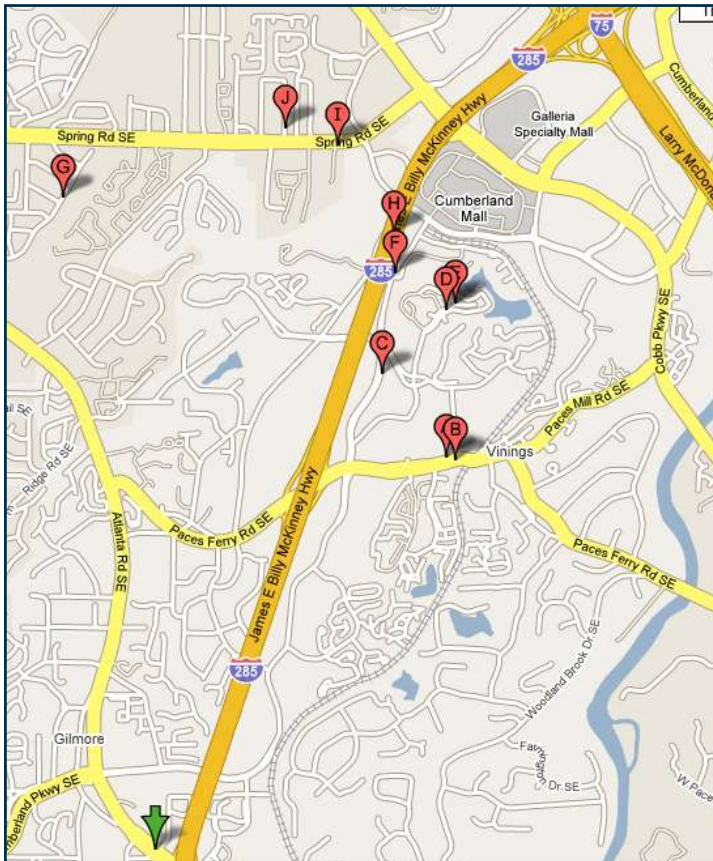 75
285
Cumberland
Galleria
Specialty Mall
Larry McDona
J
I
Spring Rd SE
Spring Rd SE
James E Billy McKinney Hwy
G
H
Cumberland
Mall
F
285
D
E
C
Cobb Pkwy SE
Paces Mill Rd SE
B
Vinings
Ridge Rd SE
Paces Ferry Rd SE
Atlanta Rd SE
James E Billy McKinney Hwy
Paces Ferry Rd SE
285
Woodland Brook Dr SE
Gilmore
Farmington
Dr SE
W Pace
umberland Pkwy SE